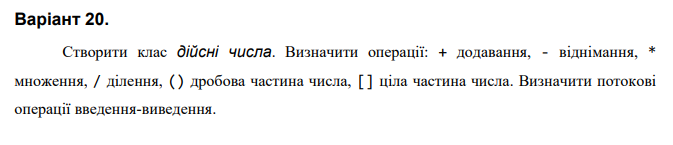 Варіант 20.
Створити клас дійсні числа. Визначити операції: + додавання, - віднімання, *
множення, / ділення, () дробова частина числа, [] ціла частина числа. Визначити потокові
операції введення-виведення.